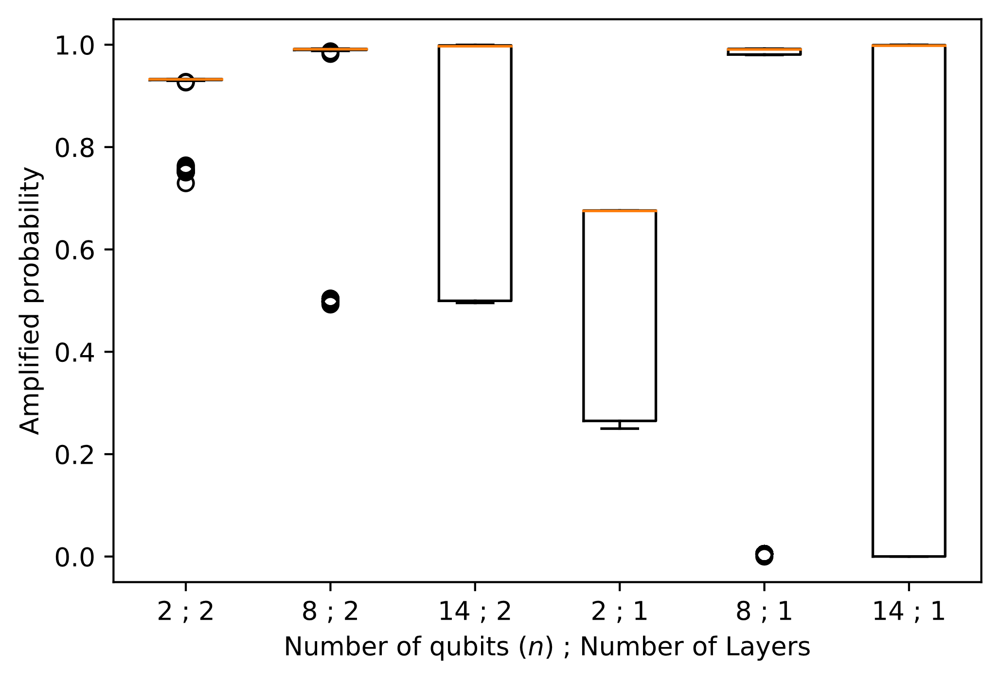 Amplified probability
1.0
0.8
0.6
0.4
0.2
0.0
2 ; 2
8 ; 2
14 ; 2
2 ; 1
8 ; 1
14 ; 1
Number of qubits (n) ; Number of Layers